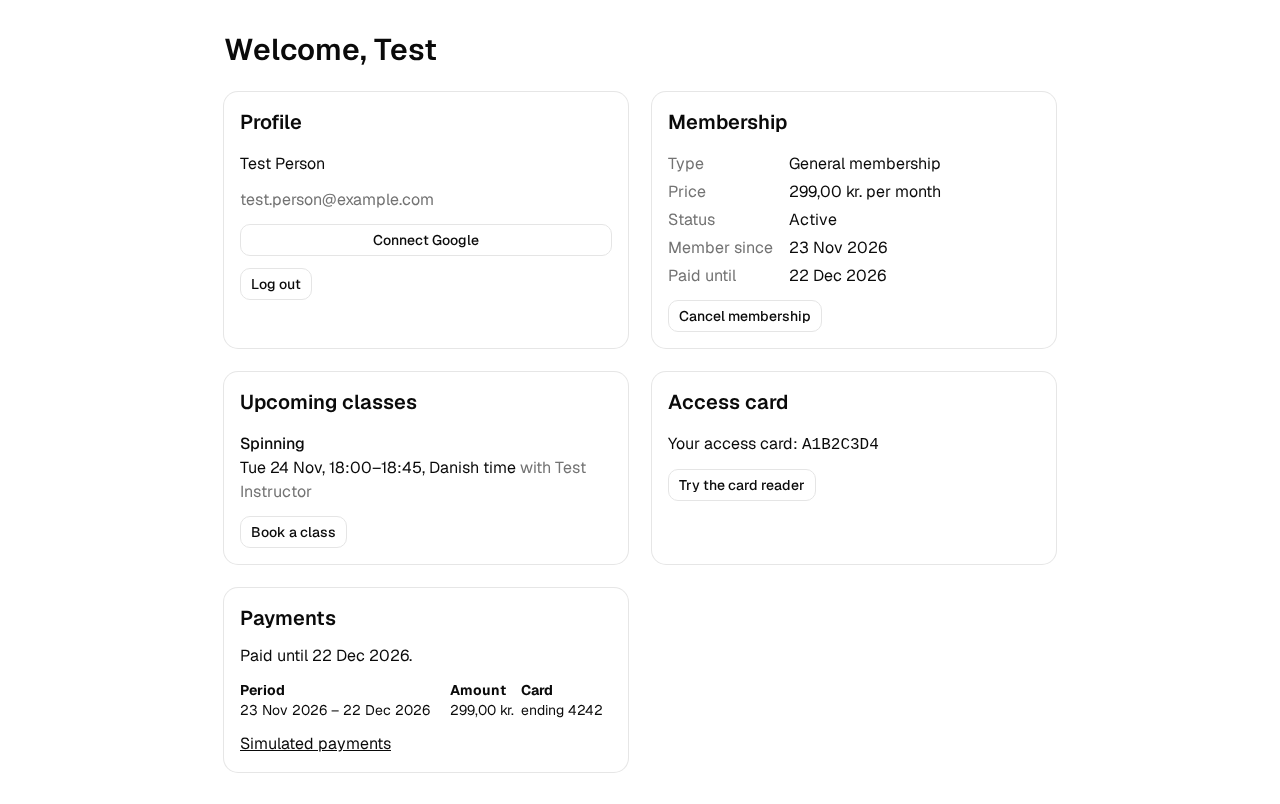 Welcome, Test
Profile
Test Person
test.person@example.com
Connect Google
Log out
Membership
Type General membership
Price 299,00 kr. per month
Status Active
Member since 23 Nov 2026
Paid until 22 Dec 2026
Cancel membership
Upcoming classes
Spinning
Tue 24 Nov, 18:00–18:45, Danish time with Test
Instructor
Book a class
Access card
Your access card: A1B2C3D4
Try the card reader
Payments
Paid until 22 Dec 2026.
Period Amount Card
23 Nov 2026 – 22 Dec 2026 299,00 kr. ending 4242
Simulated payments